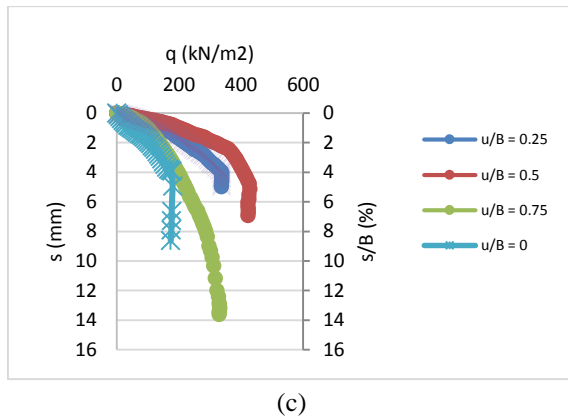 q (kN/m2)
0 200 400 600
0 0
2 2
4 4
6 6
8 8
10 10
12 12
14 14
16 16
s (mm)
s/B (%)
u/B = 0.25
u/B = 0.5
u/B = 0.75
u/B = 0
(c)